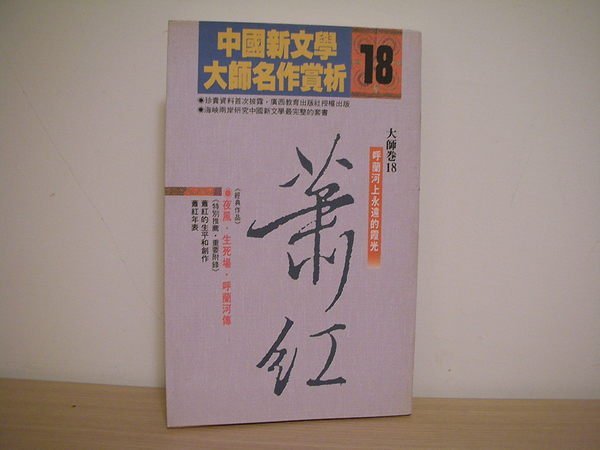 中國新文學
大師名作賞析
18
●珍貴資料首次披露,廣西教育出版社授權出版
●海峽兩岸研究中國新文學最完整的套書
大師卷18
呼蘭河上永遠的霞光
蕭紅
《經典作品》
●夜風.生死場.呼蘭河傳
《特別推薦.重要附錄》
蕭紅的生平和創作
蕭紅年表